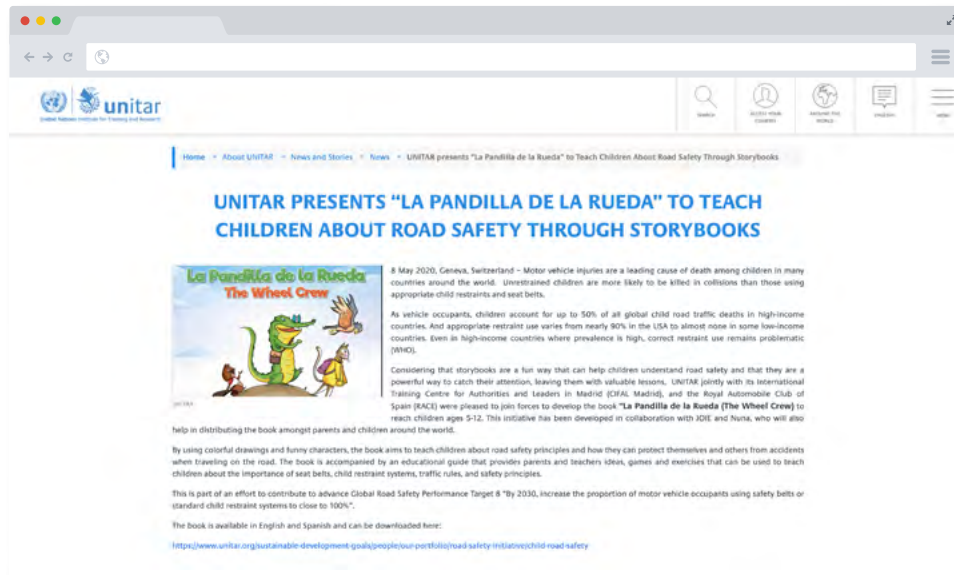 unitar
United Nations Institute for Training and Research
SEARCH
ACCESS YOUR
COURSES
AROUND THE
WORLD
ENGLISH
MENU
Home
About UNITAR
News and Stories
News
UNITAR presents "La Pandilla de la Rueda" to Teach Children About Road Safety Through Storybooks
UNITAR PRESENTS “LA PANDILLA DE LA RUEDA” TO TEACH
CHILDREN ABOUT ROAD SAFETY THROUGH STORYBOOKS
La Pandilla de la Rueda
The Wheel Crew
8 May 2020, Geneva, Switzerland – Motor vehicle injuries are a leading cause of death among children in many
countries around the world. Unrestrained children are more likely to be killed in collisions than those using
appropriate child restraints and seat belts.
As vehicle occupants, children account for up to 50% of all global child road traffic deaths in high-income
countries. And appropriate restraint use varies from nearly 90% in the USA to almost none in some low-income
countries. Even in high-income countries where prevalence is high, correct restraint use remains problematic
(WHO).
Considering that storybooks are a fun way that can help children understand road safety and that they are a
powerful way to catch their attention, leaving them with valuable lessons, UNITAR jointly with its International
Training Centre for Authorities and Leaders in Madrid (CIFAL Madrid), and the Royal Automobile Club of
Spain (RACE) were pleased to join forces to develop the book "La Pandilla de la Rueda (The Wheel Crew) to
reach children ages 5-12. This initiative has been developed in collaboration with JOIE and Nuna, who will also
help in distributing the book amongst parents and children around the world.
By using colorful drawings and funny characters, the book aims to teach children about road safety principles and how they can protect themselves and others from accidents
when traveling on the road. The book is accompanied by an educational guide that provides parents and teachers ideas, games and exercises that can be used to teach
children about the importance of seat belts, child restraint systems, traffic rules, and safety principles.
This is part of an effort to contribute to advance Global Road Safety Performance Target 8 "By 2030, increase the proportion of motor vehicle occupants using safety belts or
standard child restraint systems to close to 100%".
The book is available in English and Spanish and can be downloaded here:
https://www.unitar.org/sustainable-development-goals/people/our-portfolio/road-safety-initiative/child-road-safety